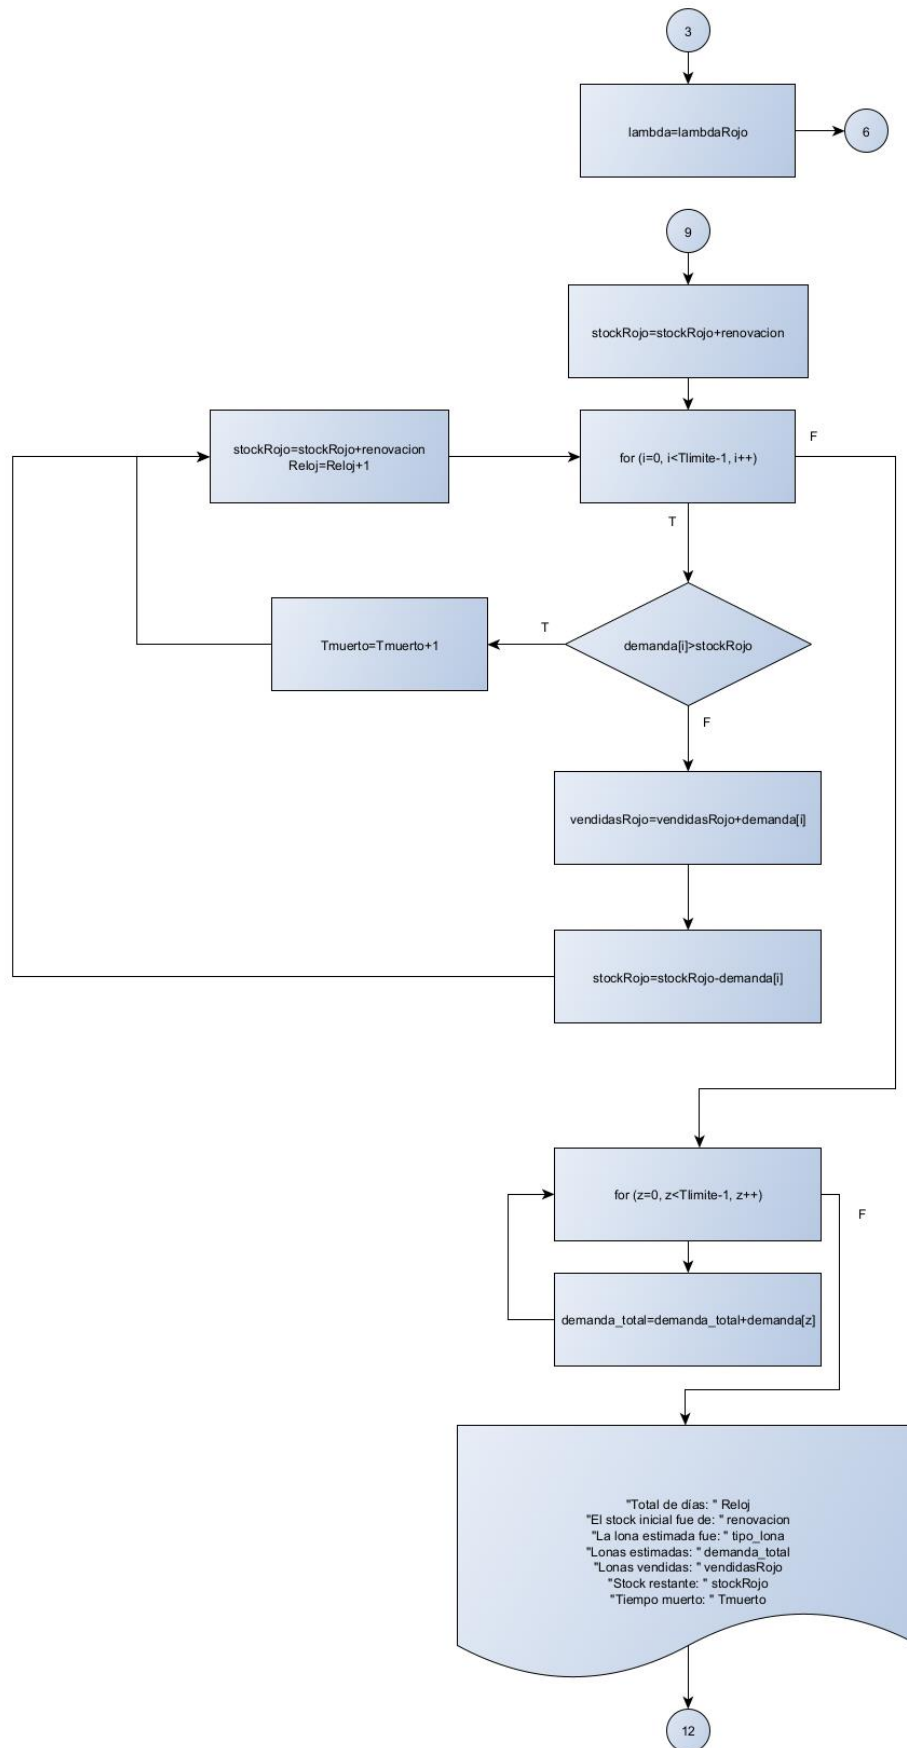 3
lambda=lambdaRojo
6
9
stockRojo=stockRojo+renovacion
stockRojo=stockRojo+renovacion
Reloj=Reloj+1
for (i=0, i<Tlimite-1, i++)
F
T
Tmuerto=Tmuerto+1
T
demanda[i]>stockRojo
F
vendidasRojo=vendidasRojo+demanda[i]
stockRojo=stockRojo-demanda[i]
for (z=0, z<Tlimite-1, z++)
F
demanda_total=demanda_total+demanda[z]
"Total de días: " Reloj
"El stock inicial fue de: " renovacion
"La lona estimada fue: " tipo_lona
"Lonas estimadas: " demanda_total
"Lonas vendidas: " vendidasRojo
"Stock restante: " stockRojo
"Tiempo muerto: " Tmuerto
12